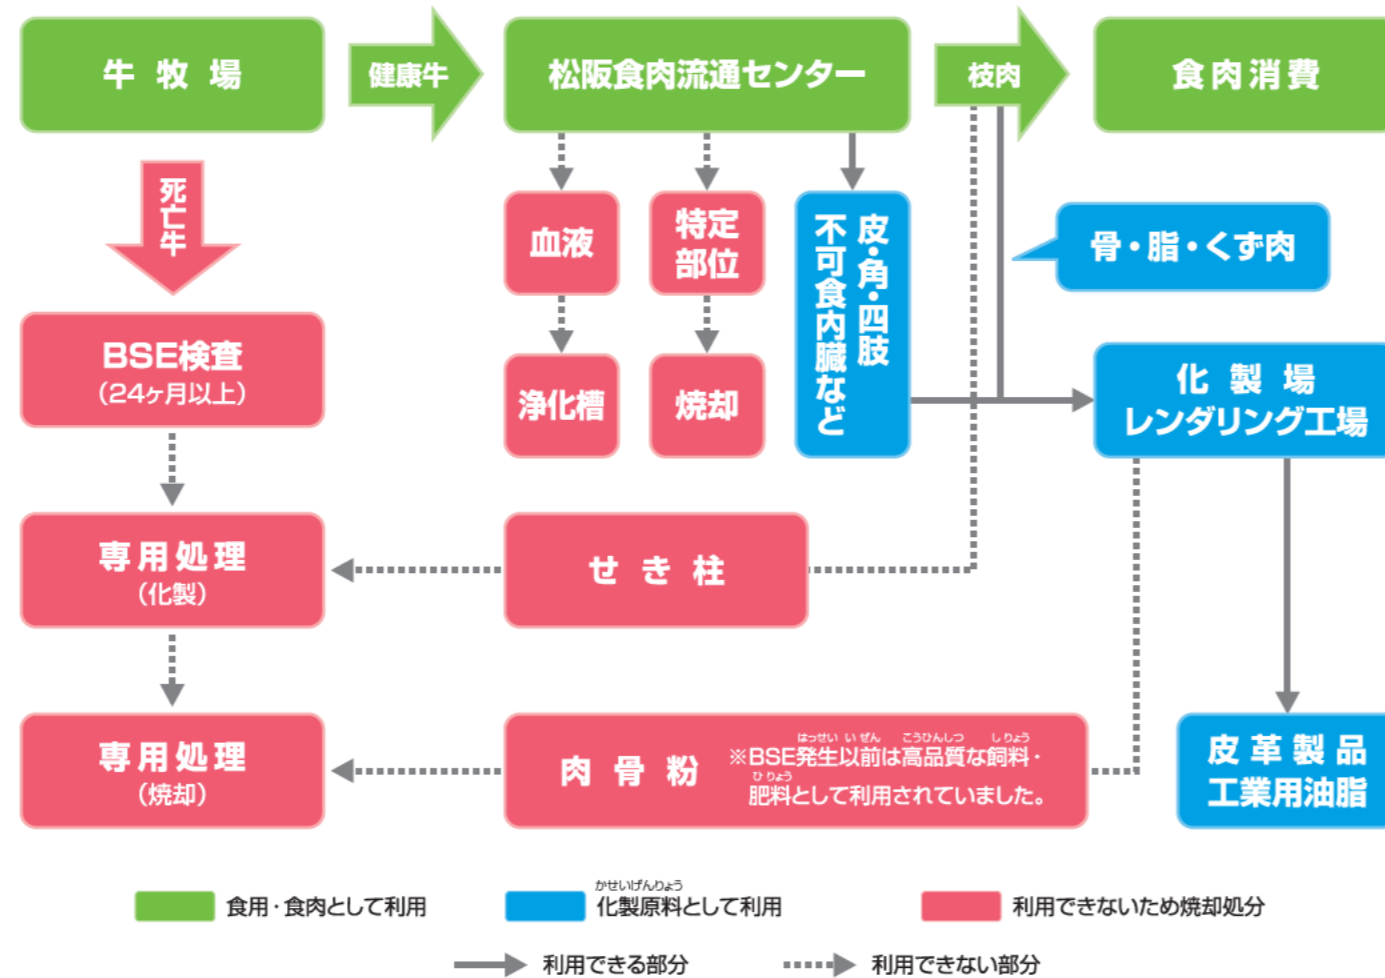 牛牧場
健康牛
松阪食肉流通センター
枝肉
食肉消費
死亡牛
血液
特定
部位
皮・角・四肢
不可食内臓など
骨・脂・くず肉
BSE検査
(24ヶ月以上)
浄化槽
焼却
化製場
レンダリング工場
専用処理
(化製)
せき柱
専用処理
(焼却)
肉骨粉
はっせい いぜん こうひんしつ しりょう
※BSE発生以前は高品質な飼料・
ひりょう
肥料として利用されていました。
皮革製品
工業用油脂
食用・食肉として利用
かせいげんりょう
化製原料として利用
利用できないため焼却処分
利用できる部分
利用できない部分